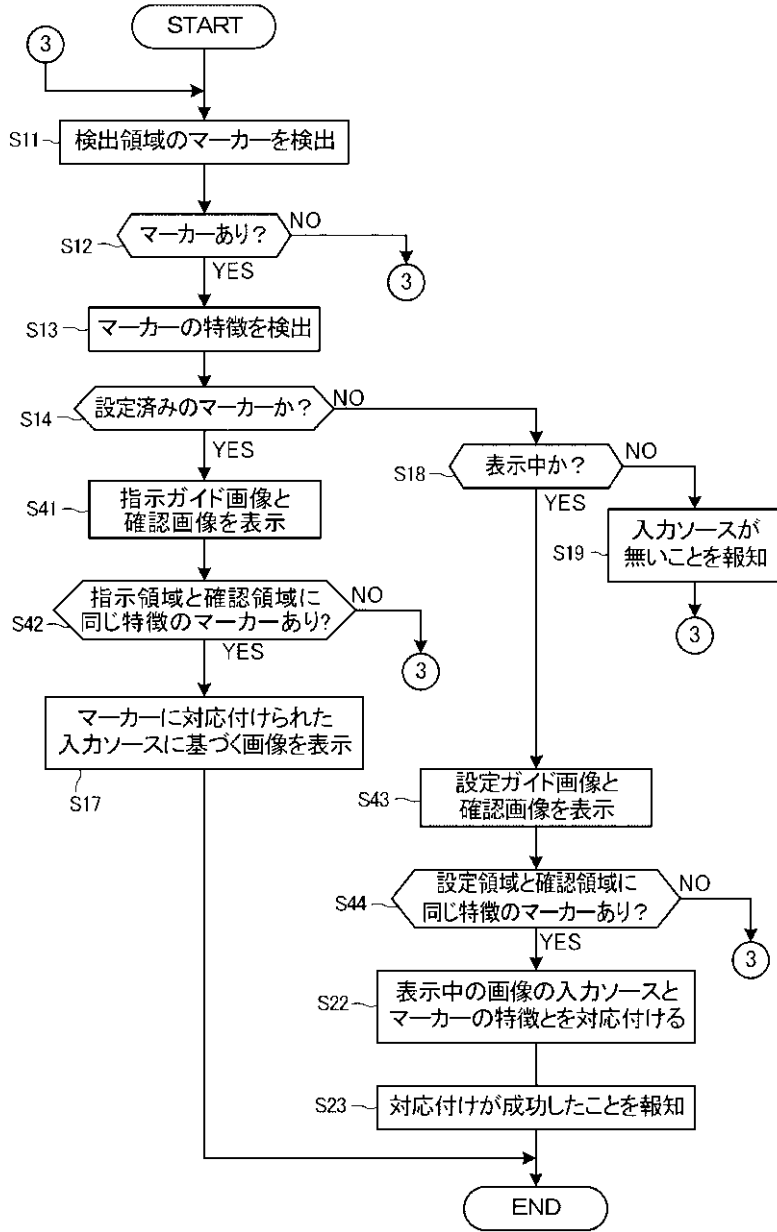 START
3
S11
検出領域のマーカーを検出
S12
マーカーあり?
NO
3
YES
S13
マーカーの特徴を検出
S14
設定済みのマーカーか?
NO
YES
S18
表示中か?
NO
YES
S19
入力ソースが
無いことを報知
3
S41
指示ガイド画像と
確認画像を表示
S42
指示領域と確認領域に
同じ特徴のマーカーあり?
NO
3
YES
マーカーに対応付けられた
入力ソースに基づく画像を表示
S17
S43
設定ガイド画像と
確認画像を表示
S44
設定領域と確認領域に
同じ特徴のマーカーあり?
NO
3
YES
S22
表示中の画像の入力ソースと
マーカーの特徴とを対応付ける
S23
対応付けが成功したことを報知
END